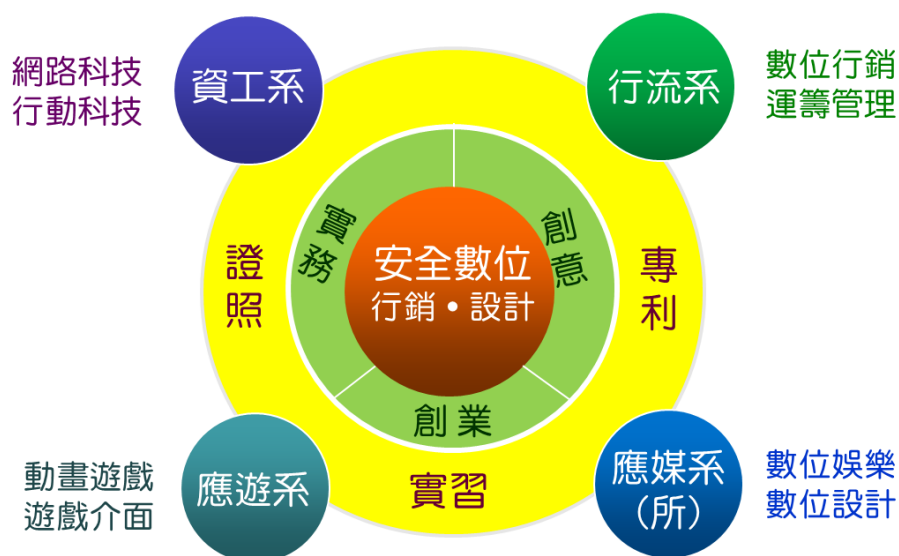 網路科技
行動科技
資工系
行流系
數位行銷
運籌管理
實務
創意
安全數位
行銷•設計
證照
專利
創業
動畫遊戲
遊戲介面
應遊系
實習
應媒系
(所)
數位娛樂
數位設計